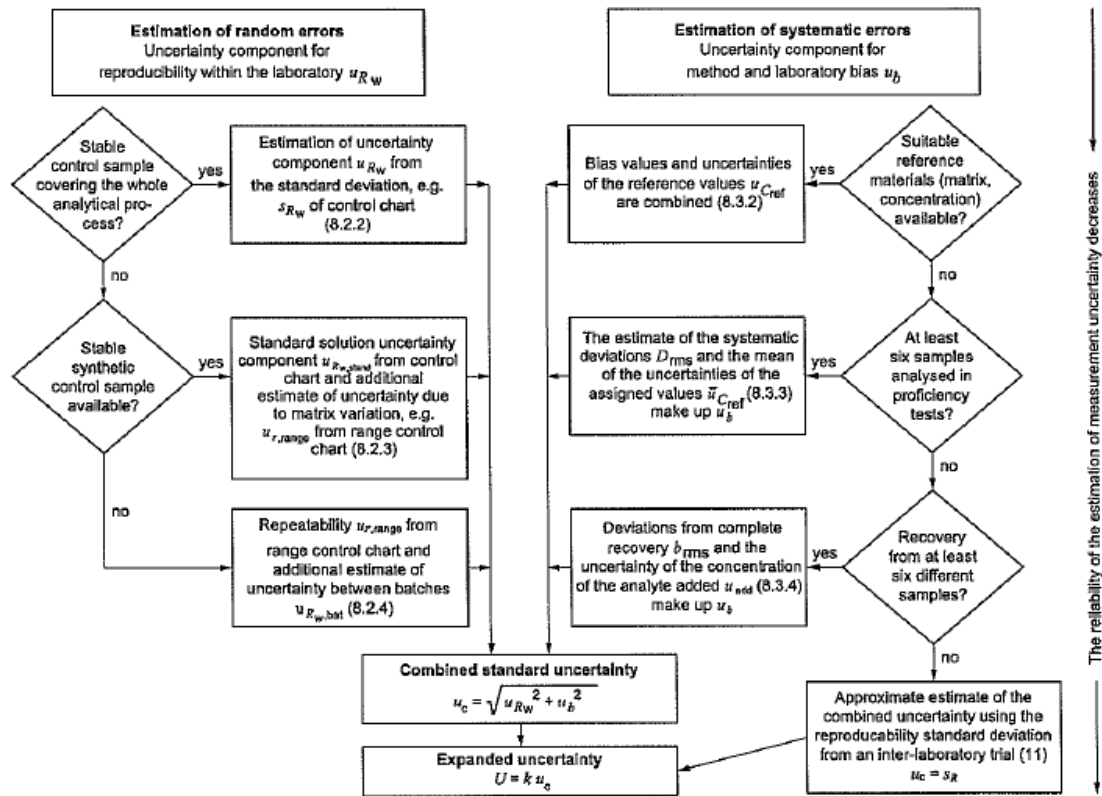 Estimation of random errors
Uncertainty component for
reproducibility within the laboratory u_Rw
Estimation of systematic errors
Uncertainty component for
method and laboratory bias u_b
Stable
control sample
covering the whole
analytical pro-
cess?
yes
Estimation of uncertainty
component u_Rw from
the standard deviation, e.g.
s_Rw of control chart
(8.2.2)
Bias values and uncertainties
of the reference values u_Cref
are combined (8.3.2)
yes
Suitable
reference
materials (matrix,
concentration)
available?
no
no
Stable
synthetic
control sample
available?
yes
Standard solution uncertainty
component u_Rw,stand from control
chart and additional
estimate of uncertainty due
to matrix variation, e.g.
u_r,range from range control
chart (8.2.3)
The estimate of the systematic
deviations D_rms and the mean
of the uncertainties of the
assigned values ū_Cref (8.3.3)
make up u_b
yes
At least
six samples
analysed in
proficiency
tests?
no
no
Repeatability u_r,range from
range control chart and
additional estimate of
uncertainty between batches
u_Rw,bat (8.2.4)
Deviations from complete
recovery b_rms and the
uncertainty of the concentration
of the analyte added u_add (8.3.4)
make up u_b
yes
Recovery
from at least
six different
samples?
no
Combined standard uncertainty
u_c = √(u_Rw² + u_b²)
Expanded uncertainty
U = k u_c
Approximate estimate of the
combined uncertainty using the
reproducability standard deviation
from an inter-laboratory trial (11)
u_c = s_R
The reliability of the estimation of measurement uncertainty decreases